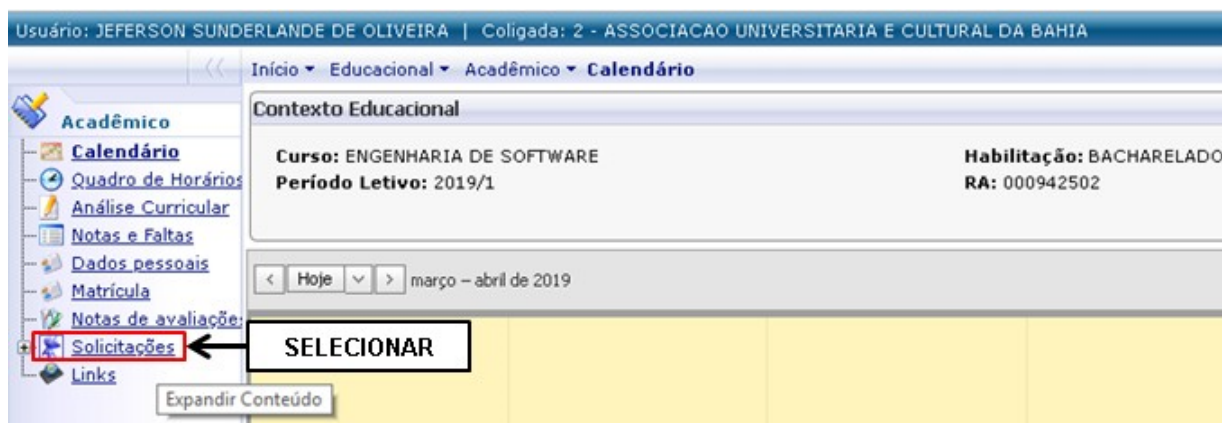 Usuário: JEFERSON SUNDERLANDE DE OLIVEIRA | Coligada: 2 - ASSOCIACAO UNIVERSITARIA E CULTURAL DA BAHIA
Início Educacional Acadêmico Calendário
Acadêmico
Calendário
Quadro de Horários
Análise Curricular
Notas e Faltas
Dados pessoais
Matrícula
Notas de avaliações
Solicitações
Links
Expandir Conteúdo
SELECIONAR
Contexto Educacional
Curso: ENGENHARIA DE SOFTWARE
Habilitação: BACHARELADO
Período Letivo: 2019/1
RA: 000942502
< Hoje > março – abril de 2019